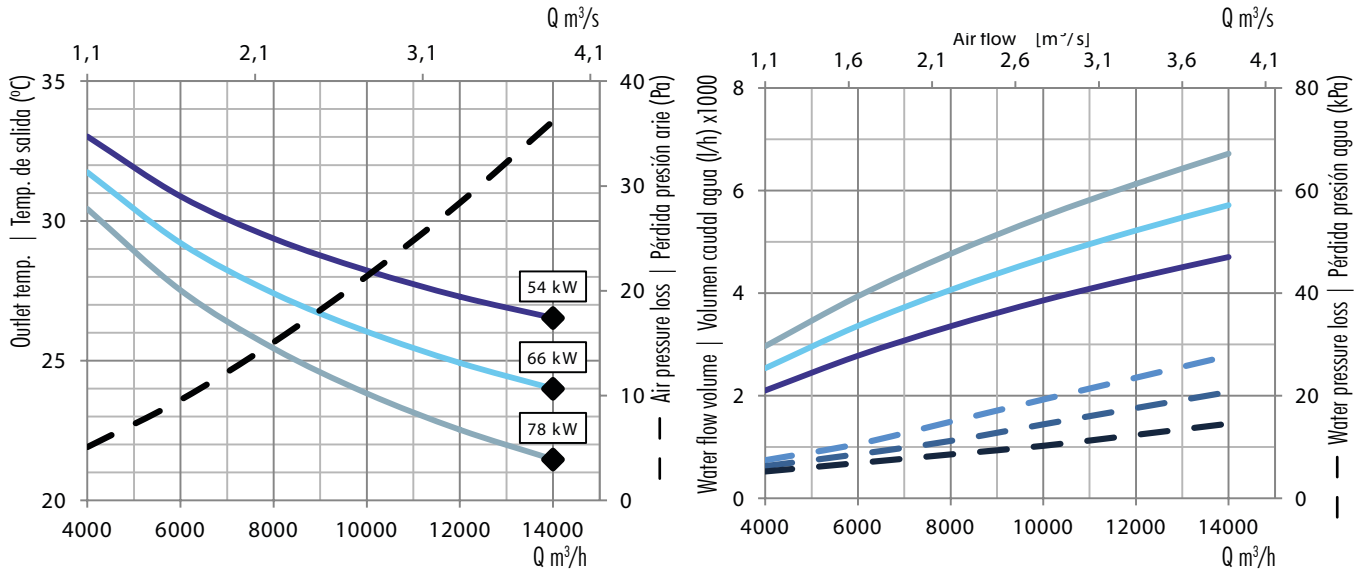 Q m³/s
1,1 2,1 3,1 4,1
35
30
25
20
Outlet temp. | Temp. de salida (ºC)
40
30
20
10
0
Air pressure loss | Pérdida presión arie (Pa)
54 kW
66 kW
78 kW
4000 6000 8000 10000 12000 14000
Q m³/h
Q m³/s
Air flow [m³/s]
1,1 1,6 2,1 2,6 3,1 3,6 4,1
8
6
4
2
0
Water flow volume | Volumen caudal agua (l/h) x1000
80
60
40
20
0
Water pressure loss | Pérdida presión agua (kPa)
4000 6000 8000 10000 12000 14000
Q m³/h